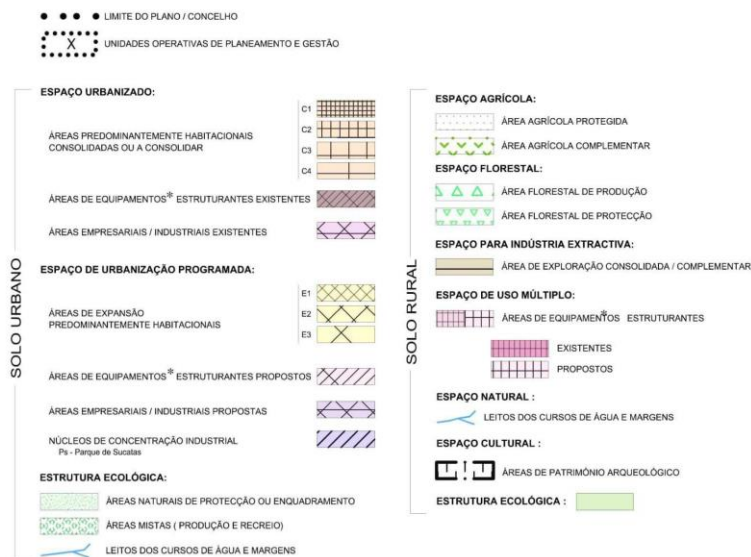 LIMITE DO PLANO / CONCELHO
X
UNIDADES OPERATIVAS DE PLANEAMENTO E GESTÃO
SOLO URBANO
ESPAÇO URBANIZADO:
ÁREAS PREDOMINANTEMENTE HABITACIONAIS
CONSOLIDADAS OU A CONSOLIDAR
C1
C2
C3
C4
ÁREAS DE EQUIPAMENTOS* ESTRUTURANTES EXISTENTES
ÁREAS EMPRESARIAIS / INDUSTRIAIS EXISTENTES
ESPAÇO DE URBANIZAÇÃO PROGRAMADA:
ÁREAS DE EXPANSÃO
PREDOMINANTEMENTE HABITACIONAIS
E1
E2
E3
ÁREAS DE EQUIPAMENTOS* ESTRUTURANTES PROPOSTOS
ÁREAS EMPRESARIAIS / INDUSTRIAIS PROPOSTAS
NÚCLEOS DE CONCENTRAÇÃO INDUSTRIAL
Ps - Parque de Sucatas
ESTRUTURA ECOLÓGICA:
ÁREAS NATURAIS DE PROTECÇÃO OU ENQUADRAMENTO
ÁREAS MISTAS ( PRODUÇÃO E RECREIO)
LEITOS DOS CURSOS DE ÁGUA E MARGENS
SOLO RURAL
ESPAÇO AGRÍCOLA:
ÁREA AGRÍCOLA PROTEGIDA
ÁREA AGRÍCOLA COMPLEMENTAR
ESPAÇO FLORESTAL:
ÁREA FLORESTAL DE PRODUÇÃO
ÁREA FLORESTAL DE PROTECÇÃO
ESPAÇO PARA INDÚSTRIA EXTRACTIVA:
ÁREA DE EXPLORAÇÃO CONSOLIDADA / COMPLEMENTAR
ESPAÇO DE USO MÚLTIPLO:
ÁREAS DE EQUIPAMENTOS* ESTRUTURANTES
EXISTENTES
PROPOSTOS
ESPAÇO NATURAL :
LEITOS DOS CURSOS DE ÁGUA E MARGENS
ESPAÇO CULTURAL :
ÁREAS DE PATRIMÓNIO ARQUEOLÓGICO
ESTRUTURA ECOLÓGICA :